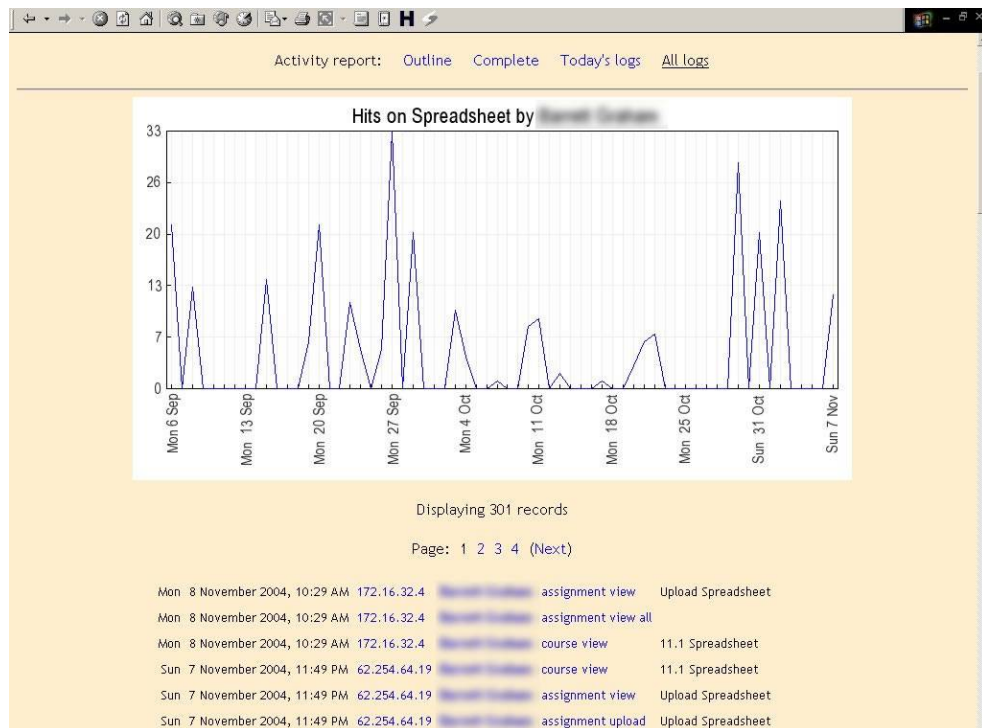 Activity report: Outline Complete Today's logs All logs
Hits on Spreadsheet by
33
26
20
13
7
0
Mon 6 Sep
Mon 13 Sep
Mon 20 Sep
Mon 27 Sep
Mon 4 Oct
Mon 11 Oct
Mon 18 Oct
Mon 25 Oct
Sun 31 Oct
Sun 7 Nov
Displaying 301 records
Page: 1 2 3 4 (Next)
Mon 8 November 2004, 10:29 AM 172.16.32.4 assignment view Upload Spreadsheet
Mon 8 November 2004, 10:29 AM 172.16.32.4 assignment view all
Mon 8 November 2004, 10:29 AM 172.16.32.4 course view 11.1 Spreadsheet
Sun 7 November 2004, 11:49 PM 62.254.64.19 course view 11.1 Spreadsheet
Sun 7 November 2004, 11:49 PM 62.254.64.19 assignment view Upload Spreadsheet
Sun 7 November 2004, 11:49 PM 62.254.64.19 assignment upload Upload Spreadsheet